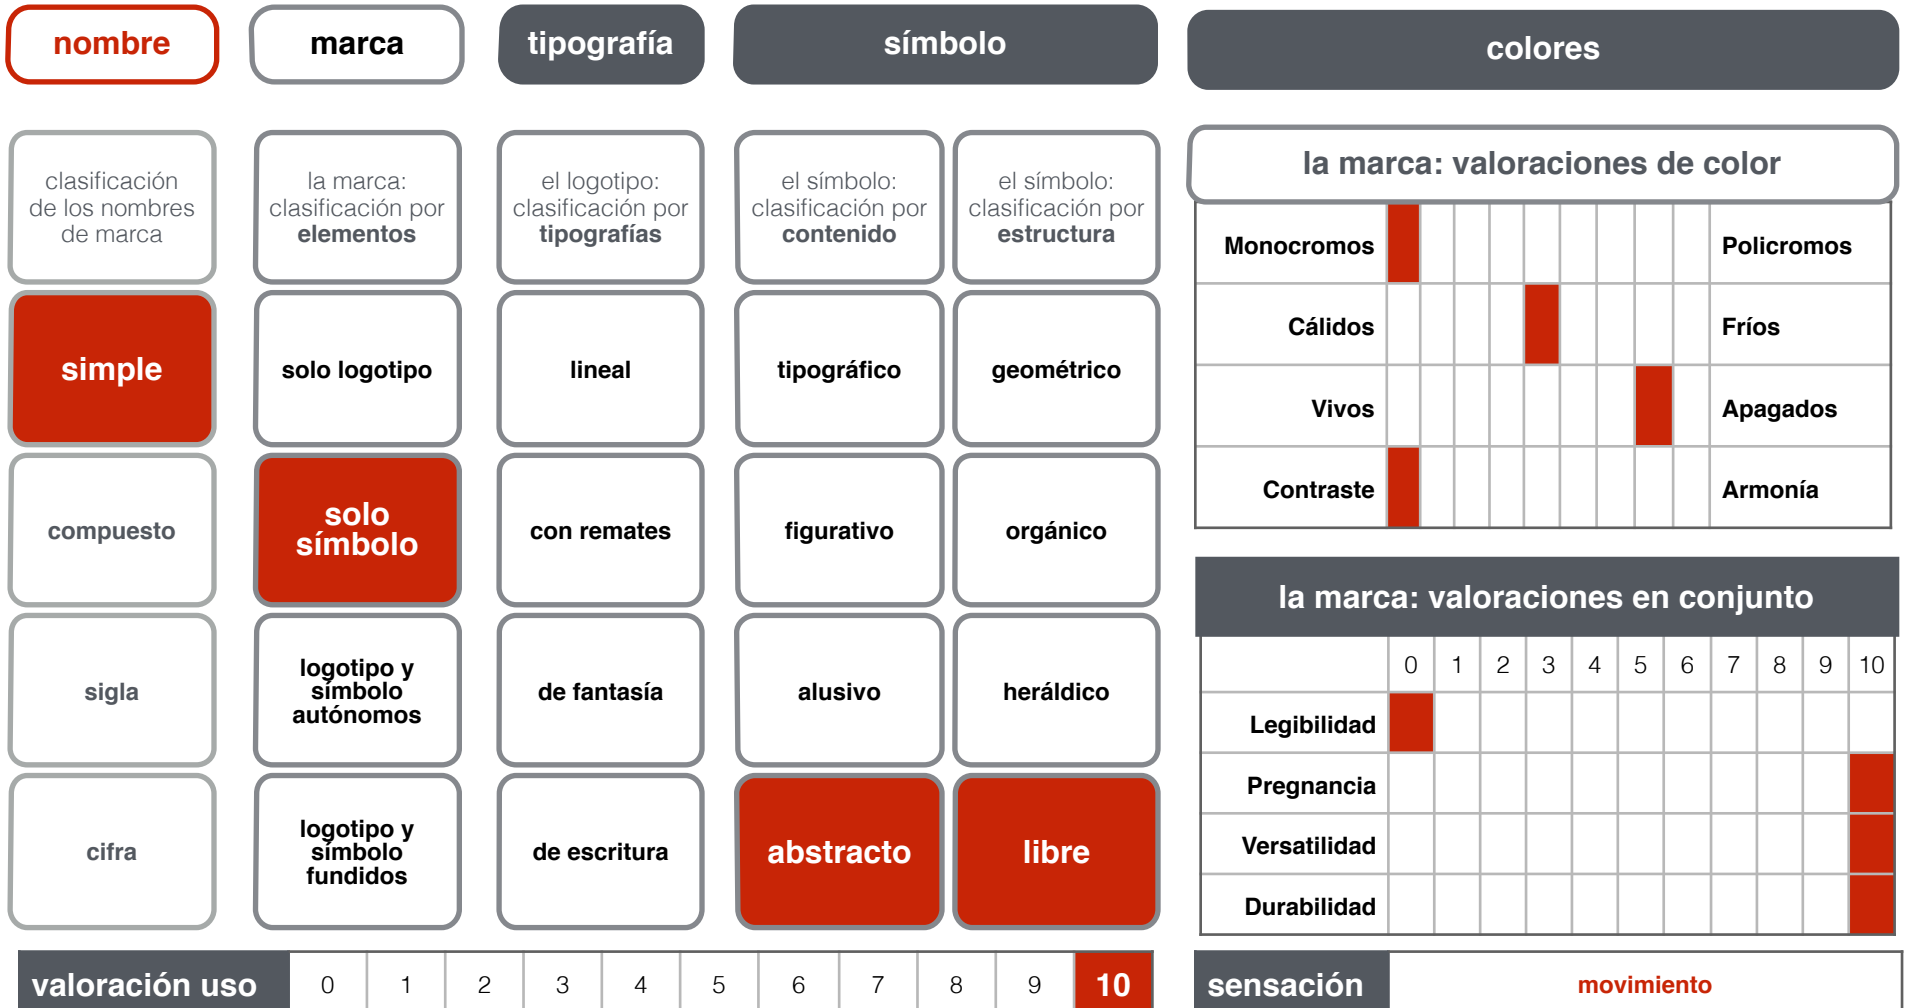 nombre
marca
tipografía
símbolo
colores
clasificación
de los nombres
de marca
la marca:
clasificación por
elementos
el logotipo:
clasificación por
tipografías
el símbolo:
clasificación por
contenido
el símbolo:
clasificación por
estructura
simple
solo logotipo
lineal
tipográfico
geométrico
compuesto
solo
símbolo
con remates
figurativo
orgánico
sigla
logotipo y
símbolo
autónomos
de fantasía
alusivo
heráldico
cifra
logotipo y
símbolo
fundidos
de escritura
abstracto
libre
valoración uso 0 1 2 3 4 5 6 7 8 9 10
la marca: valoraciones de color
Monocromos Policromos
Cálidos Fríos
Vivos Apagados
Contraste Armonía
la marca: valoraciones en conjunto
0 1 2 3 4 5 6 7 8 9 10
Legibilidad
Pregnancia
Versatilidad
Durabilidad
sensación movimiento